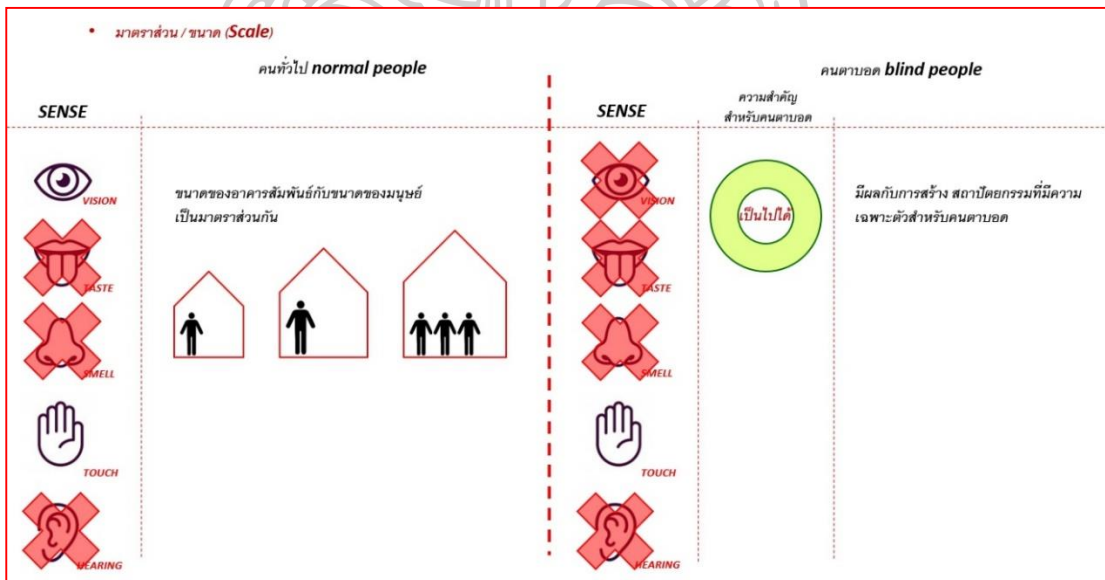 • มาตราส่วน / ขนาด (Scale)
คนทั่วไป normal people
SENSE
VISION
TASTE
SMELL
TOUCH
HEARING
ขนาดของอาคารสัมพันธ์กับขนาดของมนุษย์
เป็นมาตราส่วนกัน
คนตาบอด blind people
SENSE
ความสำคัญ
สำหรับคนตาบอด
VISION
TASTE
SMELL
TOUCH
HEARING
เป็นไปได้
มีผลกับการสร้าง สถาปัตยกรรมที่มีความ
เฉพาะตัวสำหรับคนตาบอด